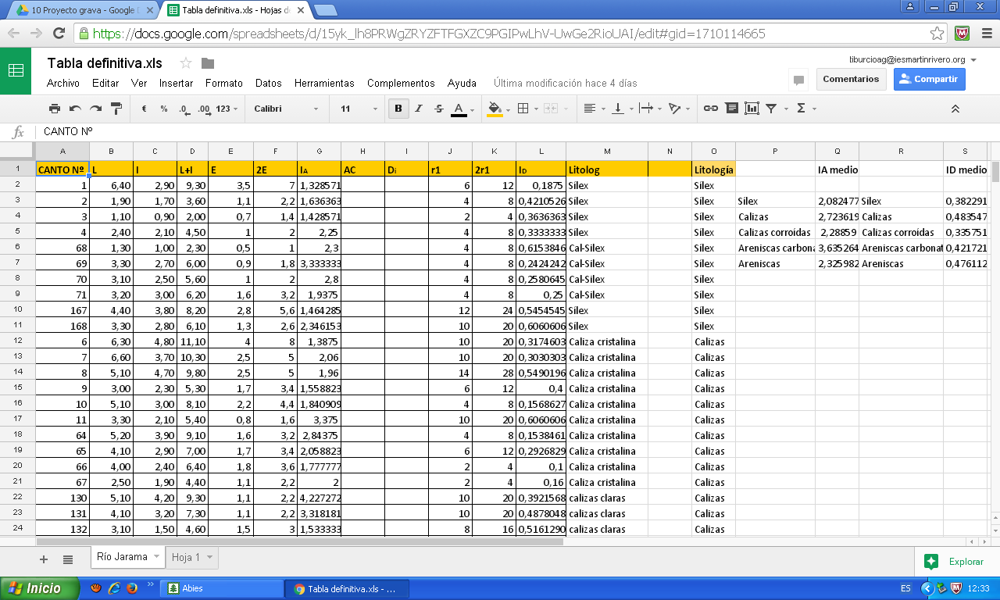 10 Proyecto grava - Google D
Tabla definitiva.xls - Hojas de
https://docs.google.com/spreadsheets/d/15yk_Ih8PRWgZRYZFTFGXZC9PGIPwLhV-UwGe2RioUAI/edit#gid=1710114665
Tabla definitiva.xls
tiburcioag@iesmartinrivero.org
Archivo Editar Ver Insertar Formato Datos Herramientas Complementos Ayuda Última modificación hace 4 días
Comentarios Compartir
€ % .0 .00 123 Calibri 11 B I S A Σ
fx CANTO Nº
A B C D E F G H I J K L M N O P Q R S
1 CANTO Nº L l L+l E 2E IA AC Di r1 2r1 ID Litolog Litología IA medio ID medio
2 1 6,40 2,90 9,30 3,5 7 1,328571 6 12 0,1875 Sílex Sílex
3 2 1,90 1,70 3,60 1,1 2,2 1,636363 4 8 0,4210526 Sílex Sílex Sílex 2,082477 Sílex 0,382291
4 3 1,10 0,90 2,00 0,7 1,4 1,428571 2 4 0,3636363 Sílex Sílex Calizas 2,723619 Calizas 0,483547
5 4 2,40 2,10 4,50 1 2 2,25 4 8 0,3333333 Sílex Sílex Calizas corroídas 2,28859 Calizas corroídas 0,335751
6 68 1,30 1,00 2,30 0,5 1 2,3 4 8 0,6153846 Cal-Sílex Sílex Areniscas carbona 3,635264 Areniscas carbonat 0,421721
7 69 3,30 2,70 6,00 0,9 1,8 3,333333 4 8 0,2424242 Cal-Sílex Sílex Areniscas 2,325982 Areniscas 0,476112
8 70 3,10 2,50 5,60 1 2 2,8 4 8 0,2580645 Cal-Sílex Sílex
9 71 3,20 3,00 6,20 1,6 3,2 1,9375 4 8 0,25 Cal-Sílex Sílex
10 167 4,40 3,80 8,20 2,8 5,6 1,464285 12 24 0,5454545 Sílex Sílex
11 168 3,30 2,80 6,10 1,3 2,6 2,346153 10 20 0,6060606 Sílex Sílex
12 6 6,30 4,80 11,10 4 8 1,3875 10 20 0,3174603 Caliza cristalina Calizas
13 7 6,60 3,70 10,30 2,5 5 2,06 10 20 0,3030303 Caliza cristalina Calizas
14 8 5,10 4,70 9,80 2,5 5 1,96 14 28 0,5490196 Caliza cristalina Calizas
15 9 3,00 2,30 5,30 1,7 3,4 1,558823 6 12 0,4 Caliza cristalina Calizas
16 10 5,10 3,00 8,10 2,2 4,4 1,840909 4 8 0,1568627 Caliza cristalina Calizas
17 11 3,30 2,10 5,40 0,8 1,6 3,375 10 20 0,6060606 Caliza cristalina Calizas
18 64 5,20 3,90 9,10 1,6 3,2 2,84375 4 8 0,1538461 Caliza cristalina Calizas
19 65 4,10 2,90 7,00 1,7 3,4 2,058823 6 12 0,2926829 Caliza cristalina Calizas
20 66 4,00 2,40 6,40 1,8 3,6 1,777777 2 4 0,1 Caliza cristalina Calizas
21 67 2,50 1,90 4,40 1,1 2,2 2 2 4 0,16 Caliza cristalina Calizas
22 130 5,10 4,20 9,30 1,1 2,2 4,227272 10 20 0,3921568 calizas claras Calizas
23 131 4,10 3,20 7,30 1,1 2,2 3,318181 10 20 0,4878048 calizas claras Calizas
24 132 3,10 1,50 4,60 1,5 3 1,533333 8 16 0,5161290 calizas claras Calizas
Río Jarama Hoja 1 Explorar
Inicio Abies Tabla definitiva.xls - ... ES 12:33